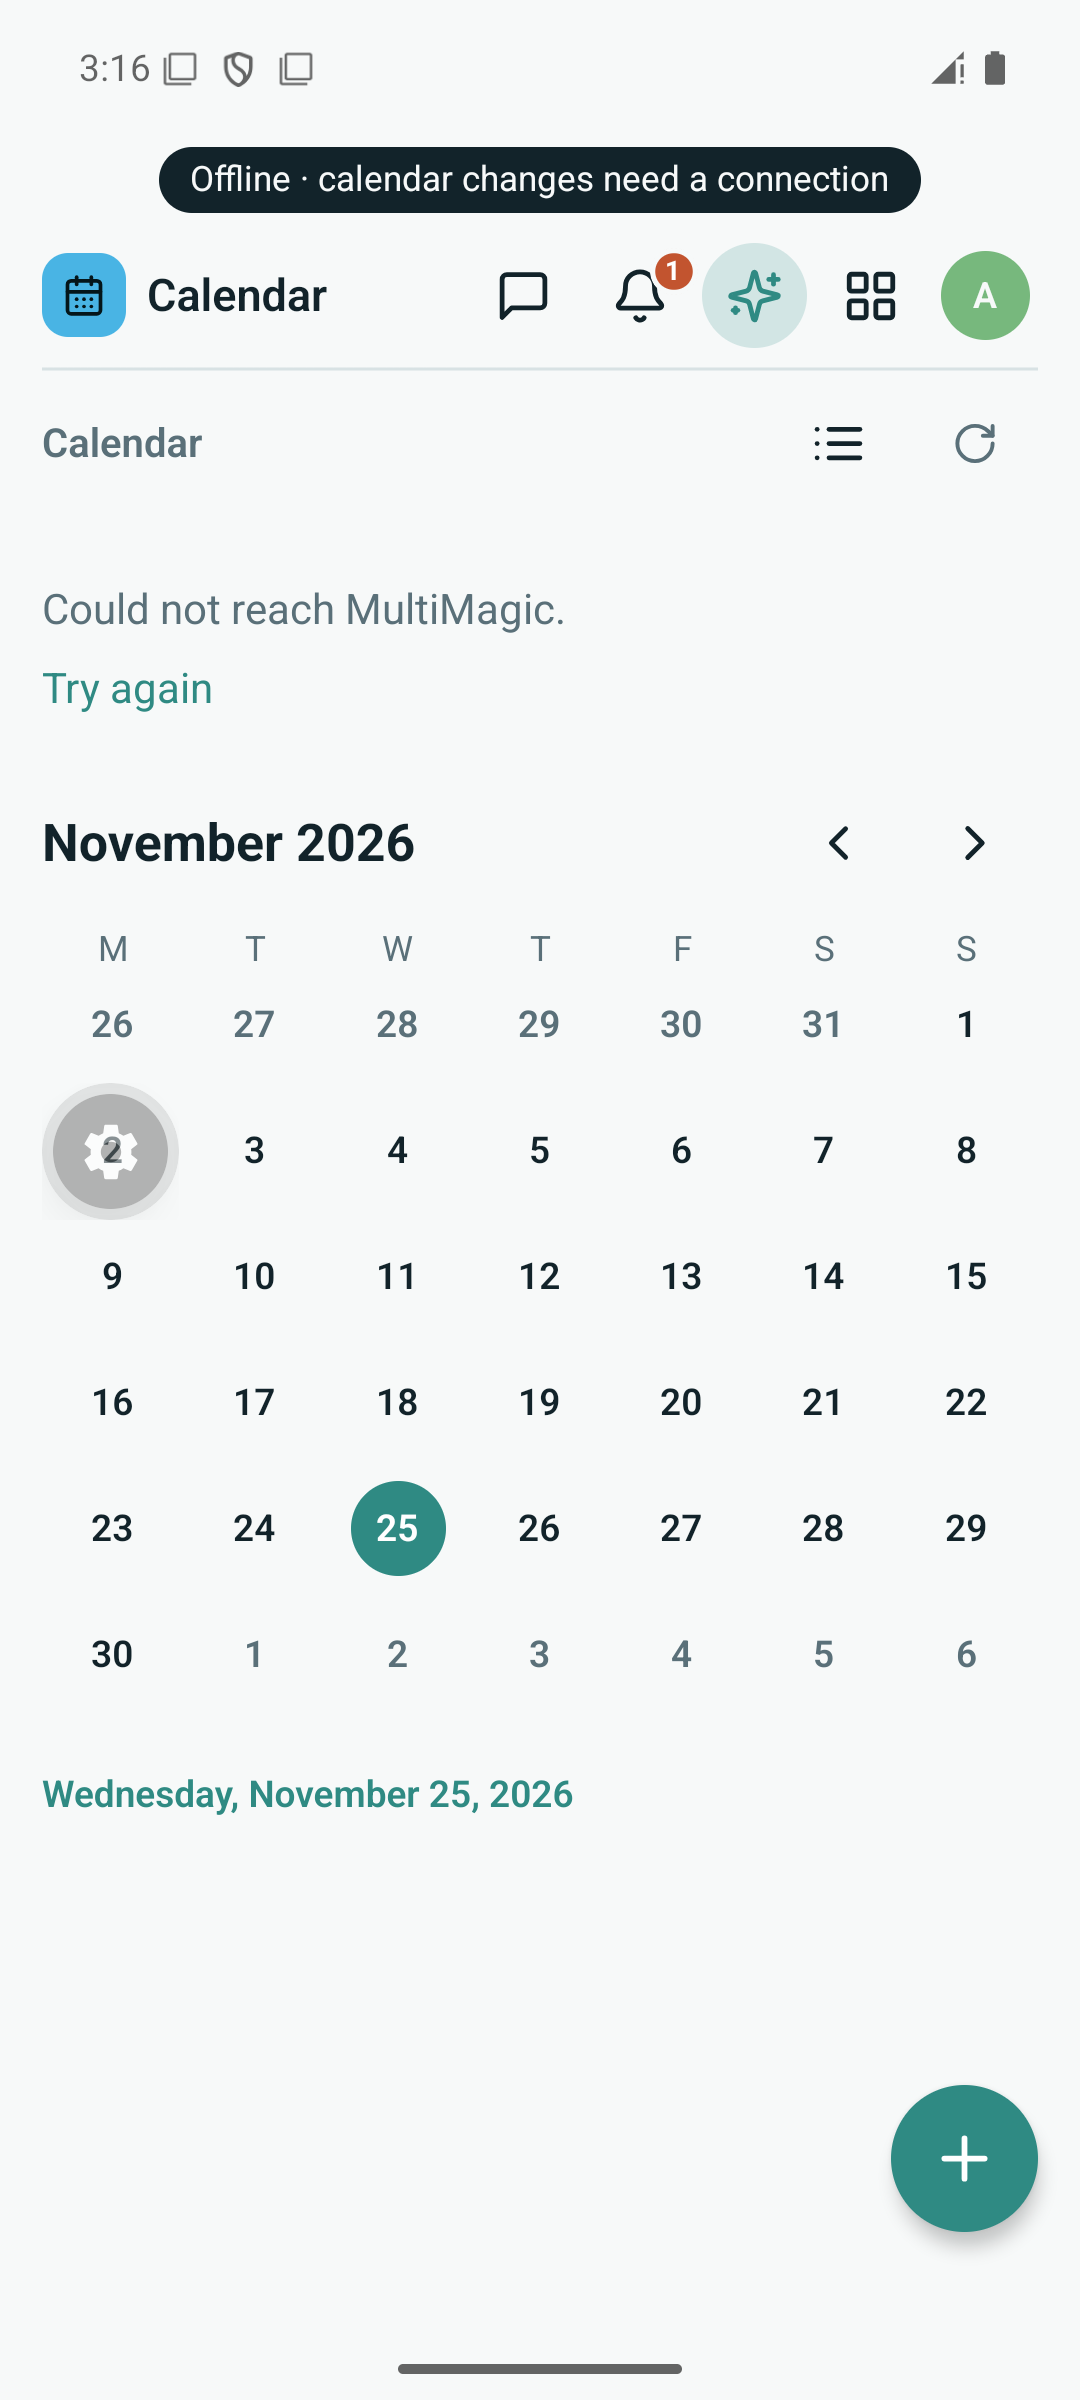 3:16
Offline · calendar changes need a connection
Calendar
1
A
Calendar
Could not reach MultiMagic.
Try again
November 2026
M T W T F S S
26 27 28 29 30 31 1
2 3 4 5 6 7 8
9 10 11 12 13 14 15
16 17 18 19 20 21 22
23 24 25 26 27 28 29
30 1 2 3 4 5 6
Wednesday, November 25, 2026